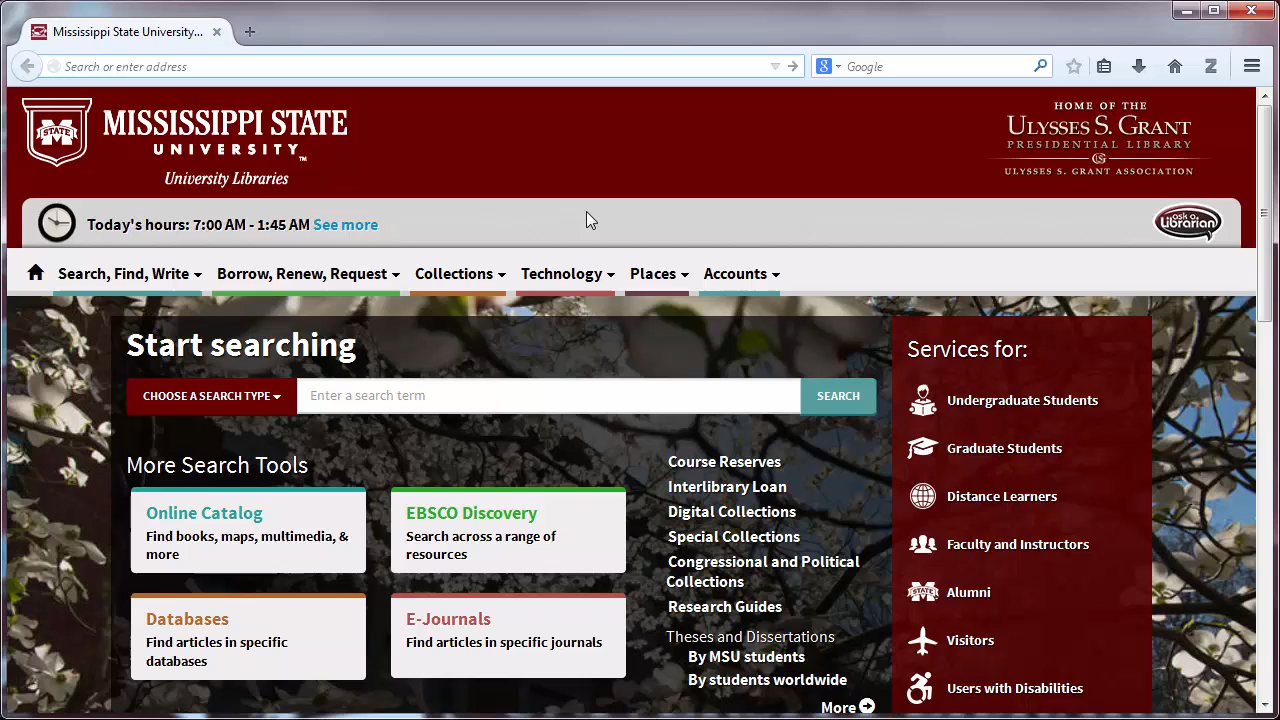 Mississippi State University...
Search or enter address
Google
STATE
MISSISSIPPI STATE
UNIVERSITY™
University Libraries
HOME OF THE
ULYSSES S. GRANT
PRESIDENTIAL LIBRARY
ULYSSES S. GRANT ASSOCIATION
Today's hours: 7:00 AM - 1:45 AM See more
ask a
Librarian
Search, Find, Write
Borrow, Renew, Request
Collections
Technology
Places
Accounts
Start searching
CHOOSE A SEARCH TYPE
Enter a search term
SEARCH
More Search Tools
Online Catalog
Find books, maps, multimedia, &
more
EBSCO Discovery
Search across a range of
resources
Databases
Find articles in specific
databases
E-Journals
Find articles in specific journals
Course Reserves
Interlibrary Loan
Digital Collections
Special Collections
Congressional and Political
Collections
Research Guides
Theses and Dissertations
By MSU students
By students worldwide
More
Services for:
Undergraduate Students
Graduate Students
Distance Learners
Faculty and Instructors
STATE
Alumni
Visitors
Users with Disabilities